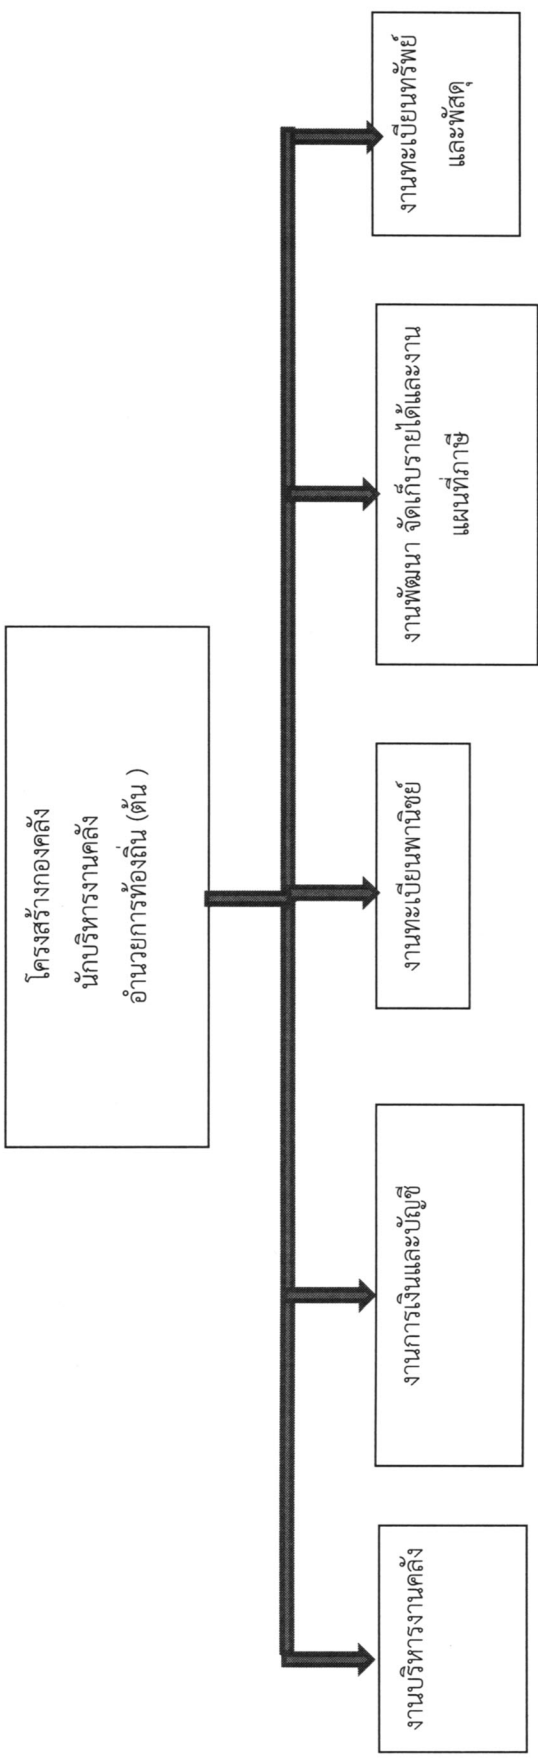 โครงสร้างกองคลัง
นักบริหารงานคลัง
อำนวยการท้องถิ่น (ต้น )
งานบริหารงานคลัง
งานการเงินและบัญชี
งานทะเบียนพานิชย์
งานพัฒนา จัดเก็บรายได้และงาน
แผนที่ภาษี
งานทะเบียนทรัพย์
และพัสดุ